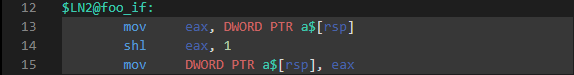 12 $LN2@foo_if:
13 mov eax, DWORD PTR a$[rsp]
14 shl eax, 1
15 mov DWORD PTR a$[rsp], eax